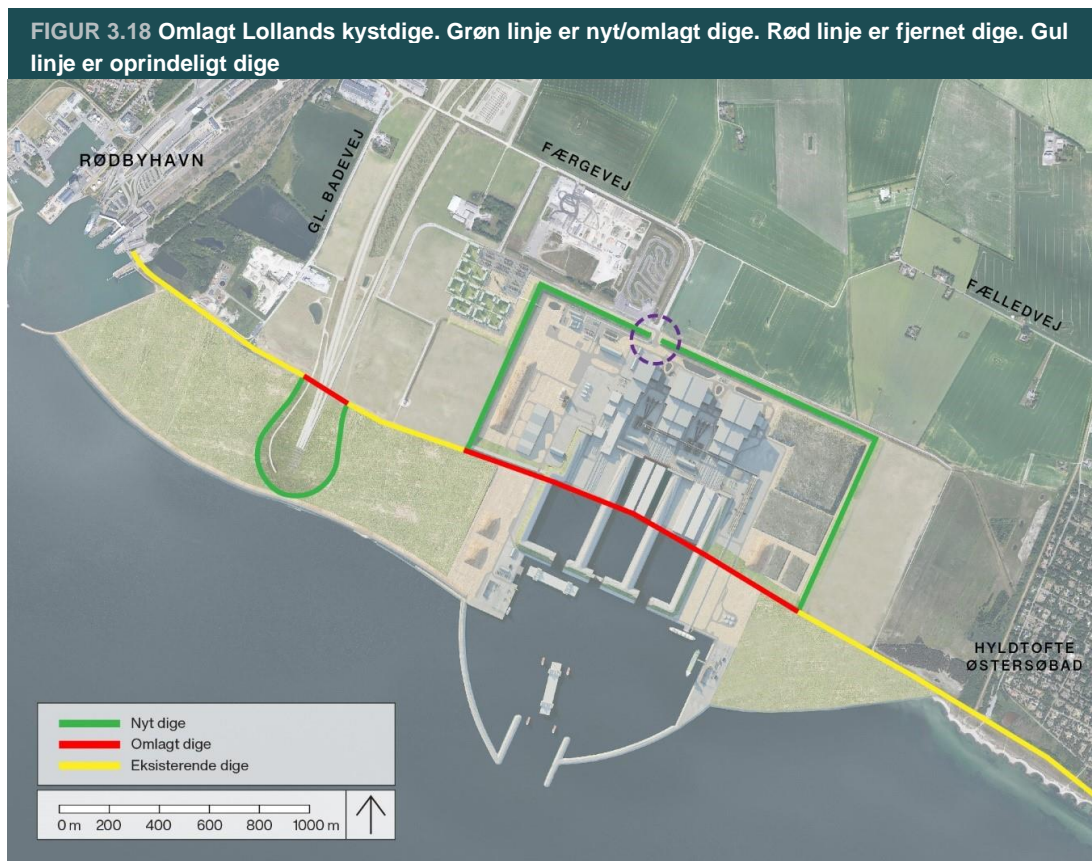 FIGUR 3.18 Omlagt Lollands kystdige. Grøn linje er nyt/omlagt dige. Rød linje er fjernet dige. Gul
linje er oprindeligt dige
RØDBYHAVN
GL. BADEVEJ
FÆRGEVEJ
FÆLLEDVEJ
HYLDTOFTE
ØSTERSØBAD
Nyt dige
Omlagt dige
Eksisterende dige
0 m 200 400 600 800 1000 m